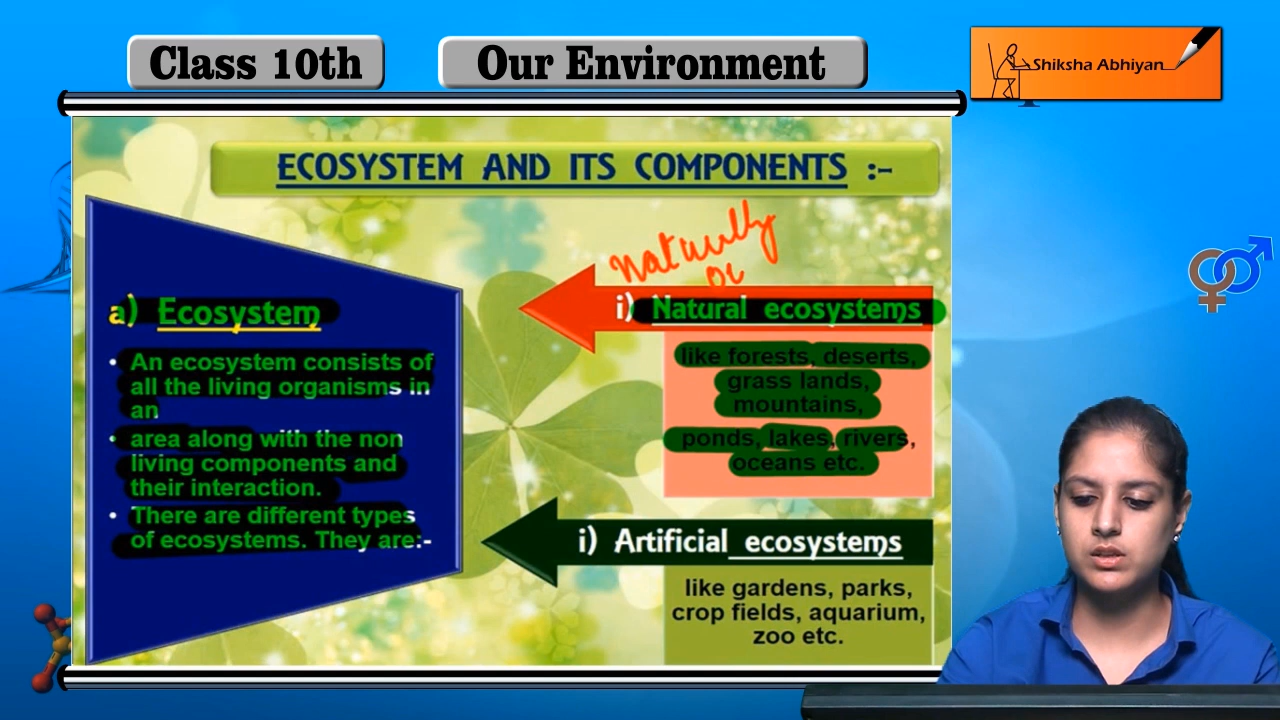 Class 10th
Our Environment
Shiksha Abhiyan
ECOSYSTEM AND ITS COMPONENTS :-
Naturally
a) Ecosystem
• An ecosystem consists of
all the living organisms in
an
• area along with the non
living components and
their interaction.
• There are different types
of ecosystems. They are:-
i) Natural ecosystems
like forests, deserts,
grass lands,
mountains,
ponds, lakes, rivers,
oceans etc.
i) Artificial ecosystems
like gardens, parks,
crop fields, aquarium,
zoo etc.